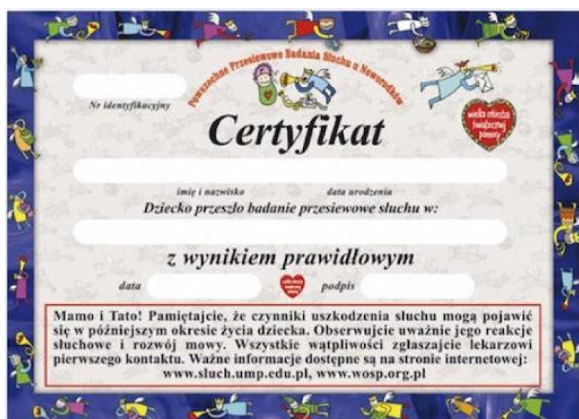 Powszechne Przesiewowe Badania Słuchu u Noworodków
Nr identyfikacyjny
wielka orkiestra
świątecznej
pomocy
Certyfikat
imię i nazwisko data urodzenia
Dziecko przeszło badanie przesiewowe słuchu w:
z wynikiem prawidłowym
data podpis
Mamo i Tato! Pamiętajcie, że czynniki uszkodzenia słuchu mogą pojawić
się w późniejszym okresie życia dziecka. Obserwujcie uważnie jego reakcje
słuchowe i rozwój mowy. Wszystkie wątpliwości zgłaszajcie lekarzowi
pierwszego kontaktu. Ważne informacje dostępne są na stronie internetowej:
www.sluch.ump.edu.pl, www.wosp.org.pl